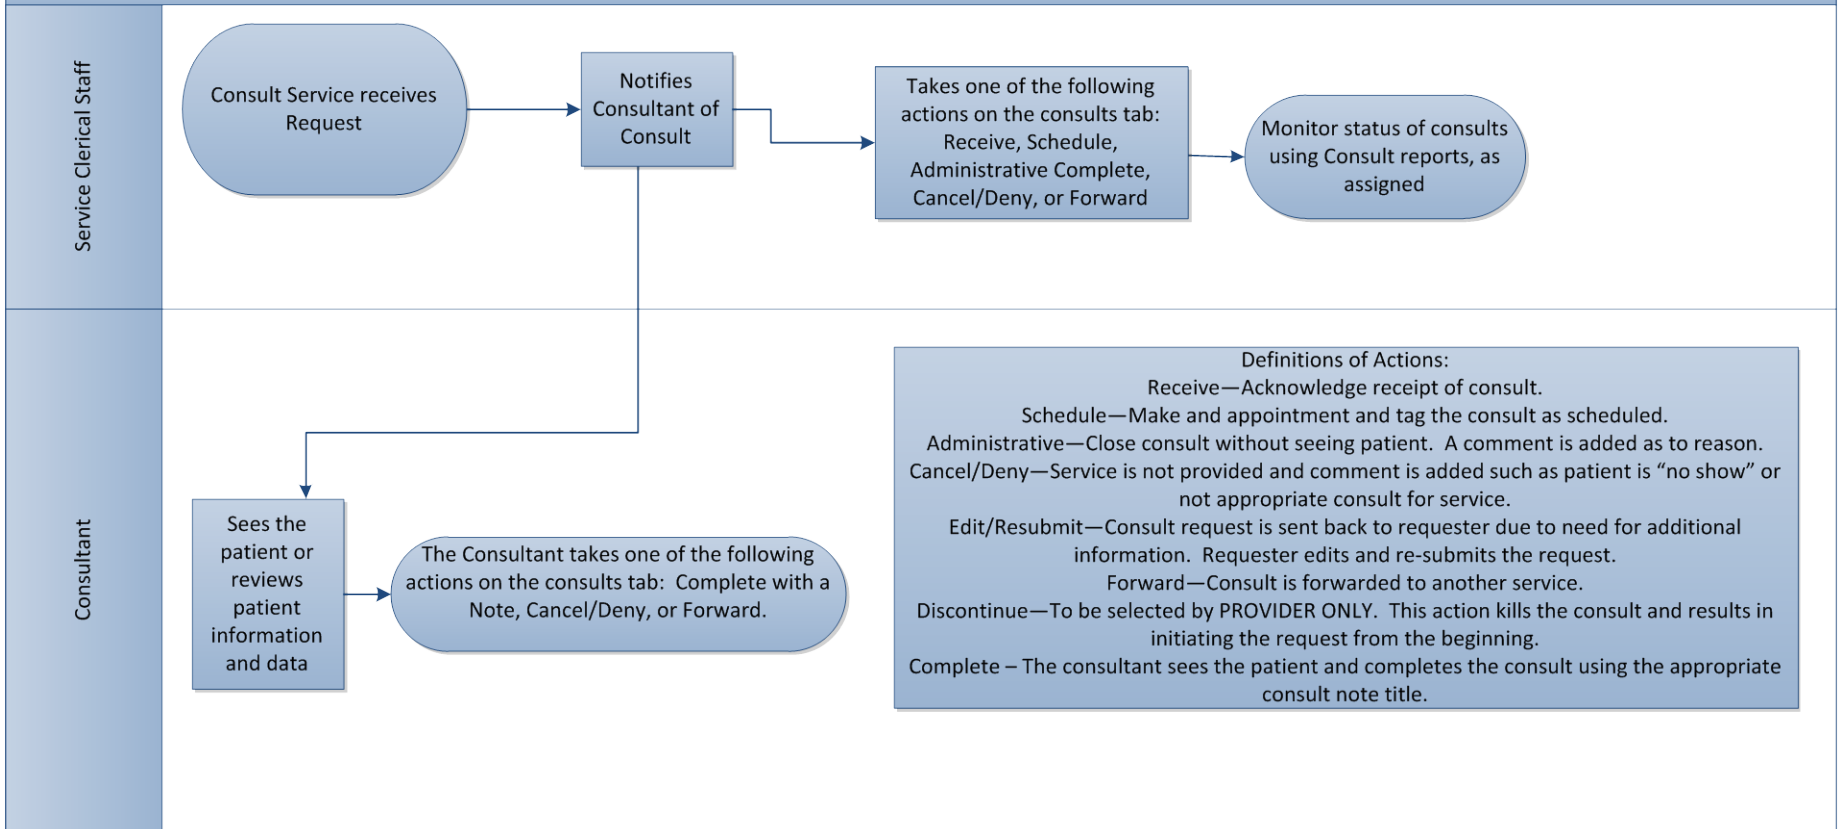 Service Clerical Staff
Consult Service receives
Request
Notifies
Consultant of
Consult
Takes one of the following
actions on the consults tab:
Receive, Schedule,
Administrative Complete,
Cancel/Deny, or Forward
Monitor status of consults
using Consult reports, as
assigned
Consultant
Sees the
patient or
reviews
patient
information
and data
The Consultant takes one of the following
actions on the consults tab:  Complete with a
Note, Cancel/Deny, or Forward.
Definitions of Actions:
Receive—Acknowledge receipt of consult.
Schedule—Make and appointment and tag the consult as scheduled.
Administrative—Close consult without seeing patient.  A comment is added as to reason.
Cancel/Deny—Service is not provided and comment is added such as patient is “no show” or
not appropriate consult for service.
Edit/Resubmit—Consult request is sent back to requester due to need for additional
information.  Requester edits and re-submits the request.
Forward—Consult is forwarded to another service.
Discontinue—To be selected by PROVIDER ONLY.  This action kills the consult and results in
initiating the request from the beginning.
Complete – The consultant sees the patient and completes the consult using the appropriate
consult note title.